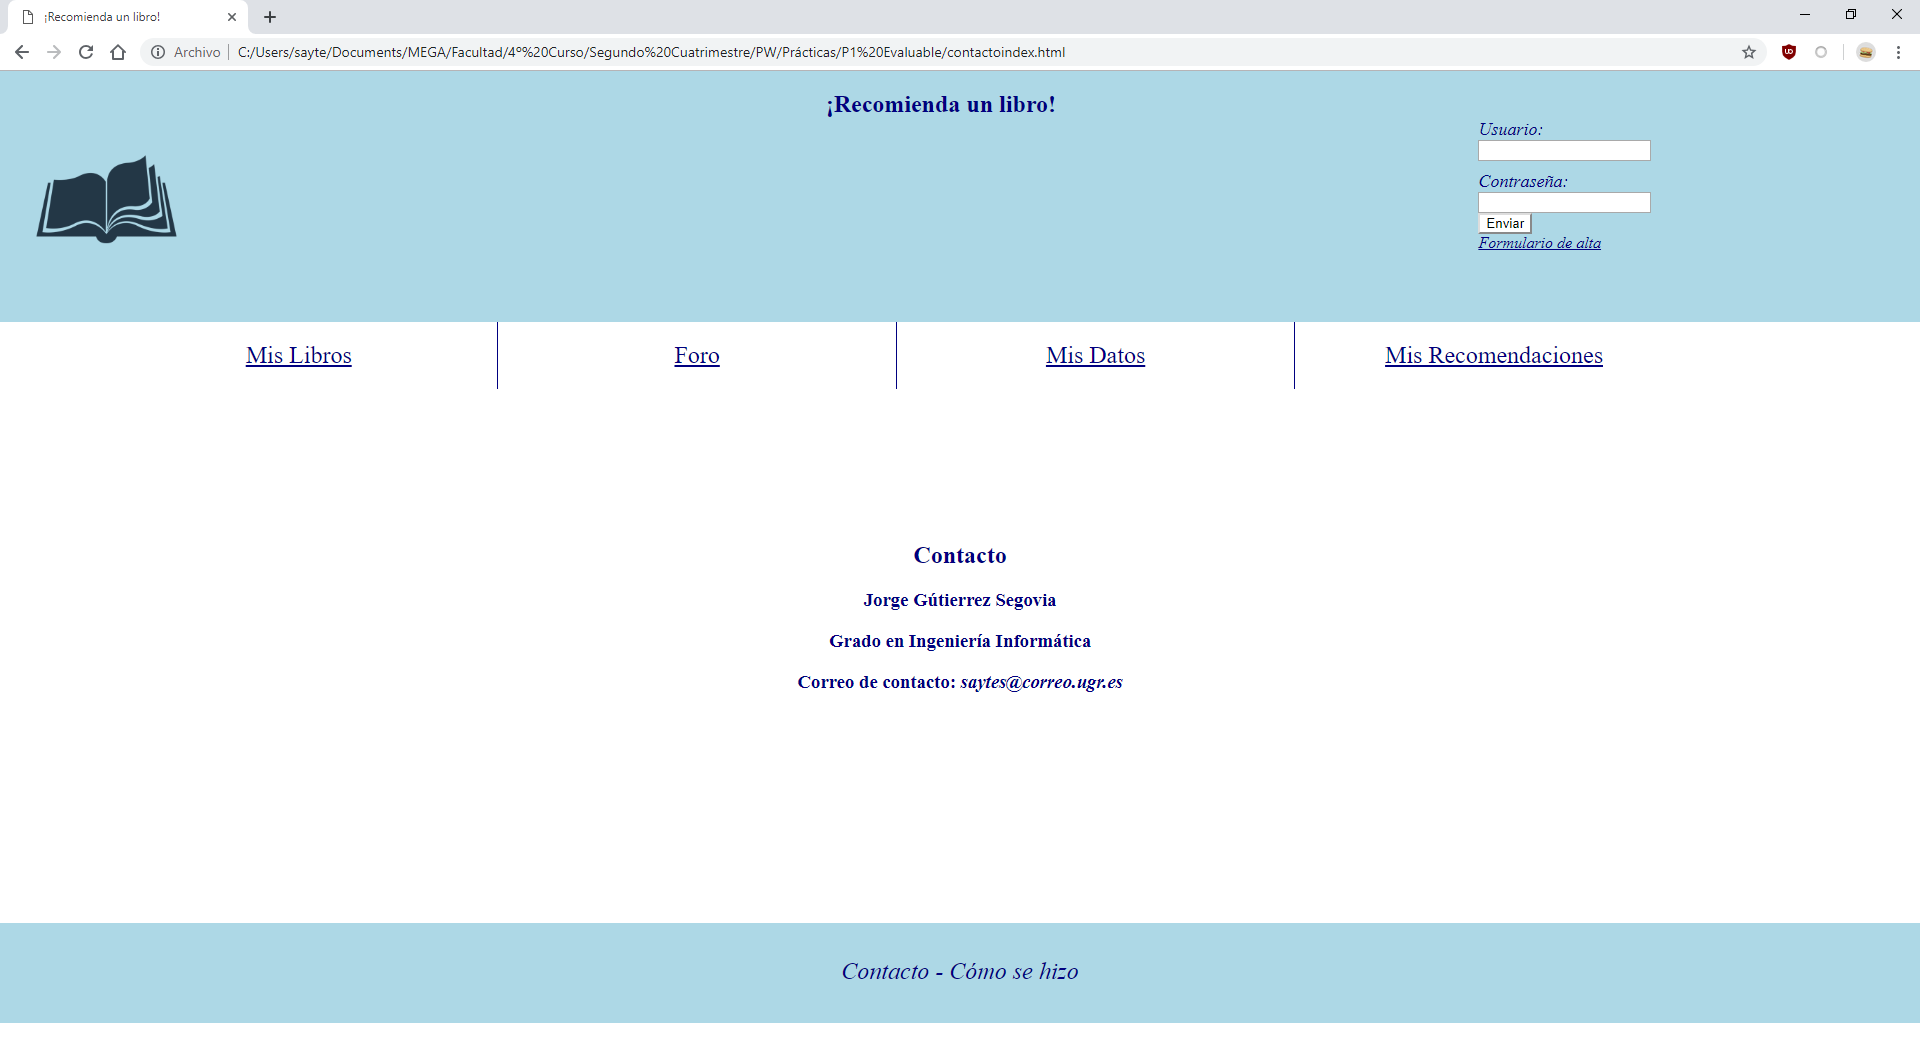 ¡Recomienda un libro!
Archivo C:/Users/sayte/Documents/MEGA/Facultad/4º%20Curso/Segundo%20Cuatrimestre/PW/Prácticas/P1%20Evaluable/contactoindex.html
¡Recomienda un libro!
Usuario:
Contraseña:
Enviar
Formulario de alta
Mis Libros Foro Mis Datos Mis Recomendaciones
Contacto
Jorge Gútierrez Segovia
Grado en Ingeniería Informática
Correo de contacto: saytes@correo.ugr.es
Contacto - Cómo se hizo